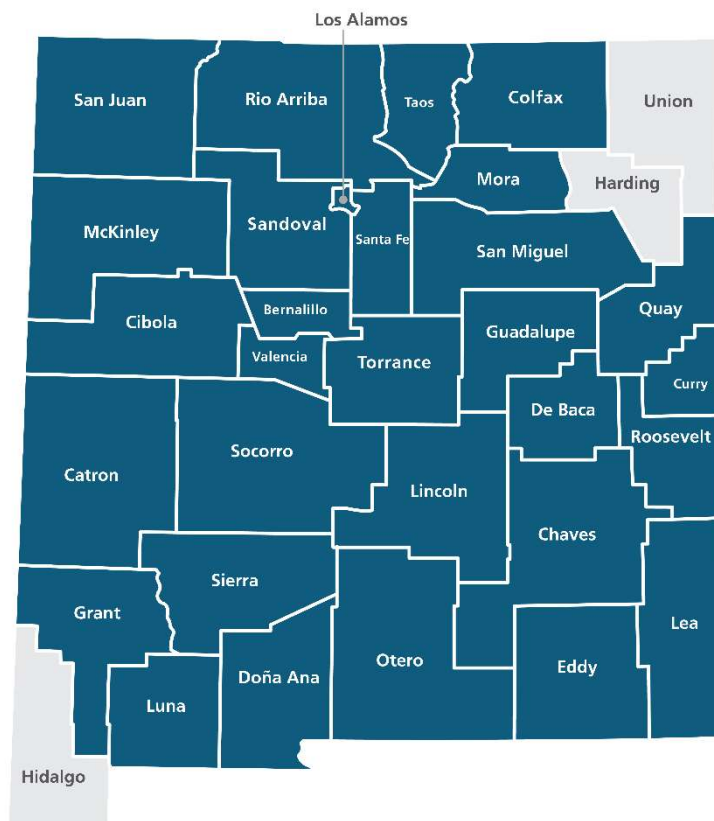 Los Alamos
San Juan
Rio Arriba
Taos
Colfax
Union
Mora
Harding
McKinley
Sandoval
Santa Fe
San Miguel
Cibola
Bernalillo
Quay
Guadalupe
Valencia
Torrance
Curry
De Baca
Roosevelt
Catron
Socorro
Lincoln
Chaves
Sierra
Grant
Lea
Otero
Eddy
Doña Ana
Luna
Hidalgo